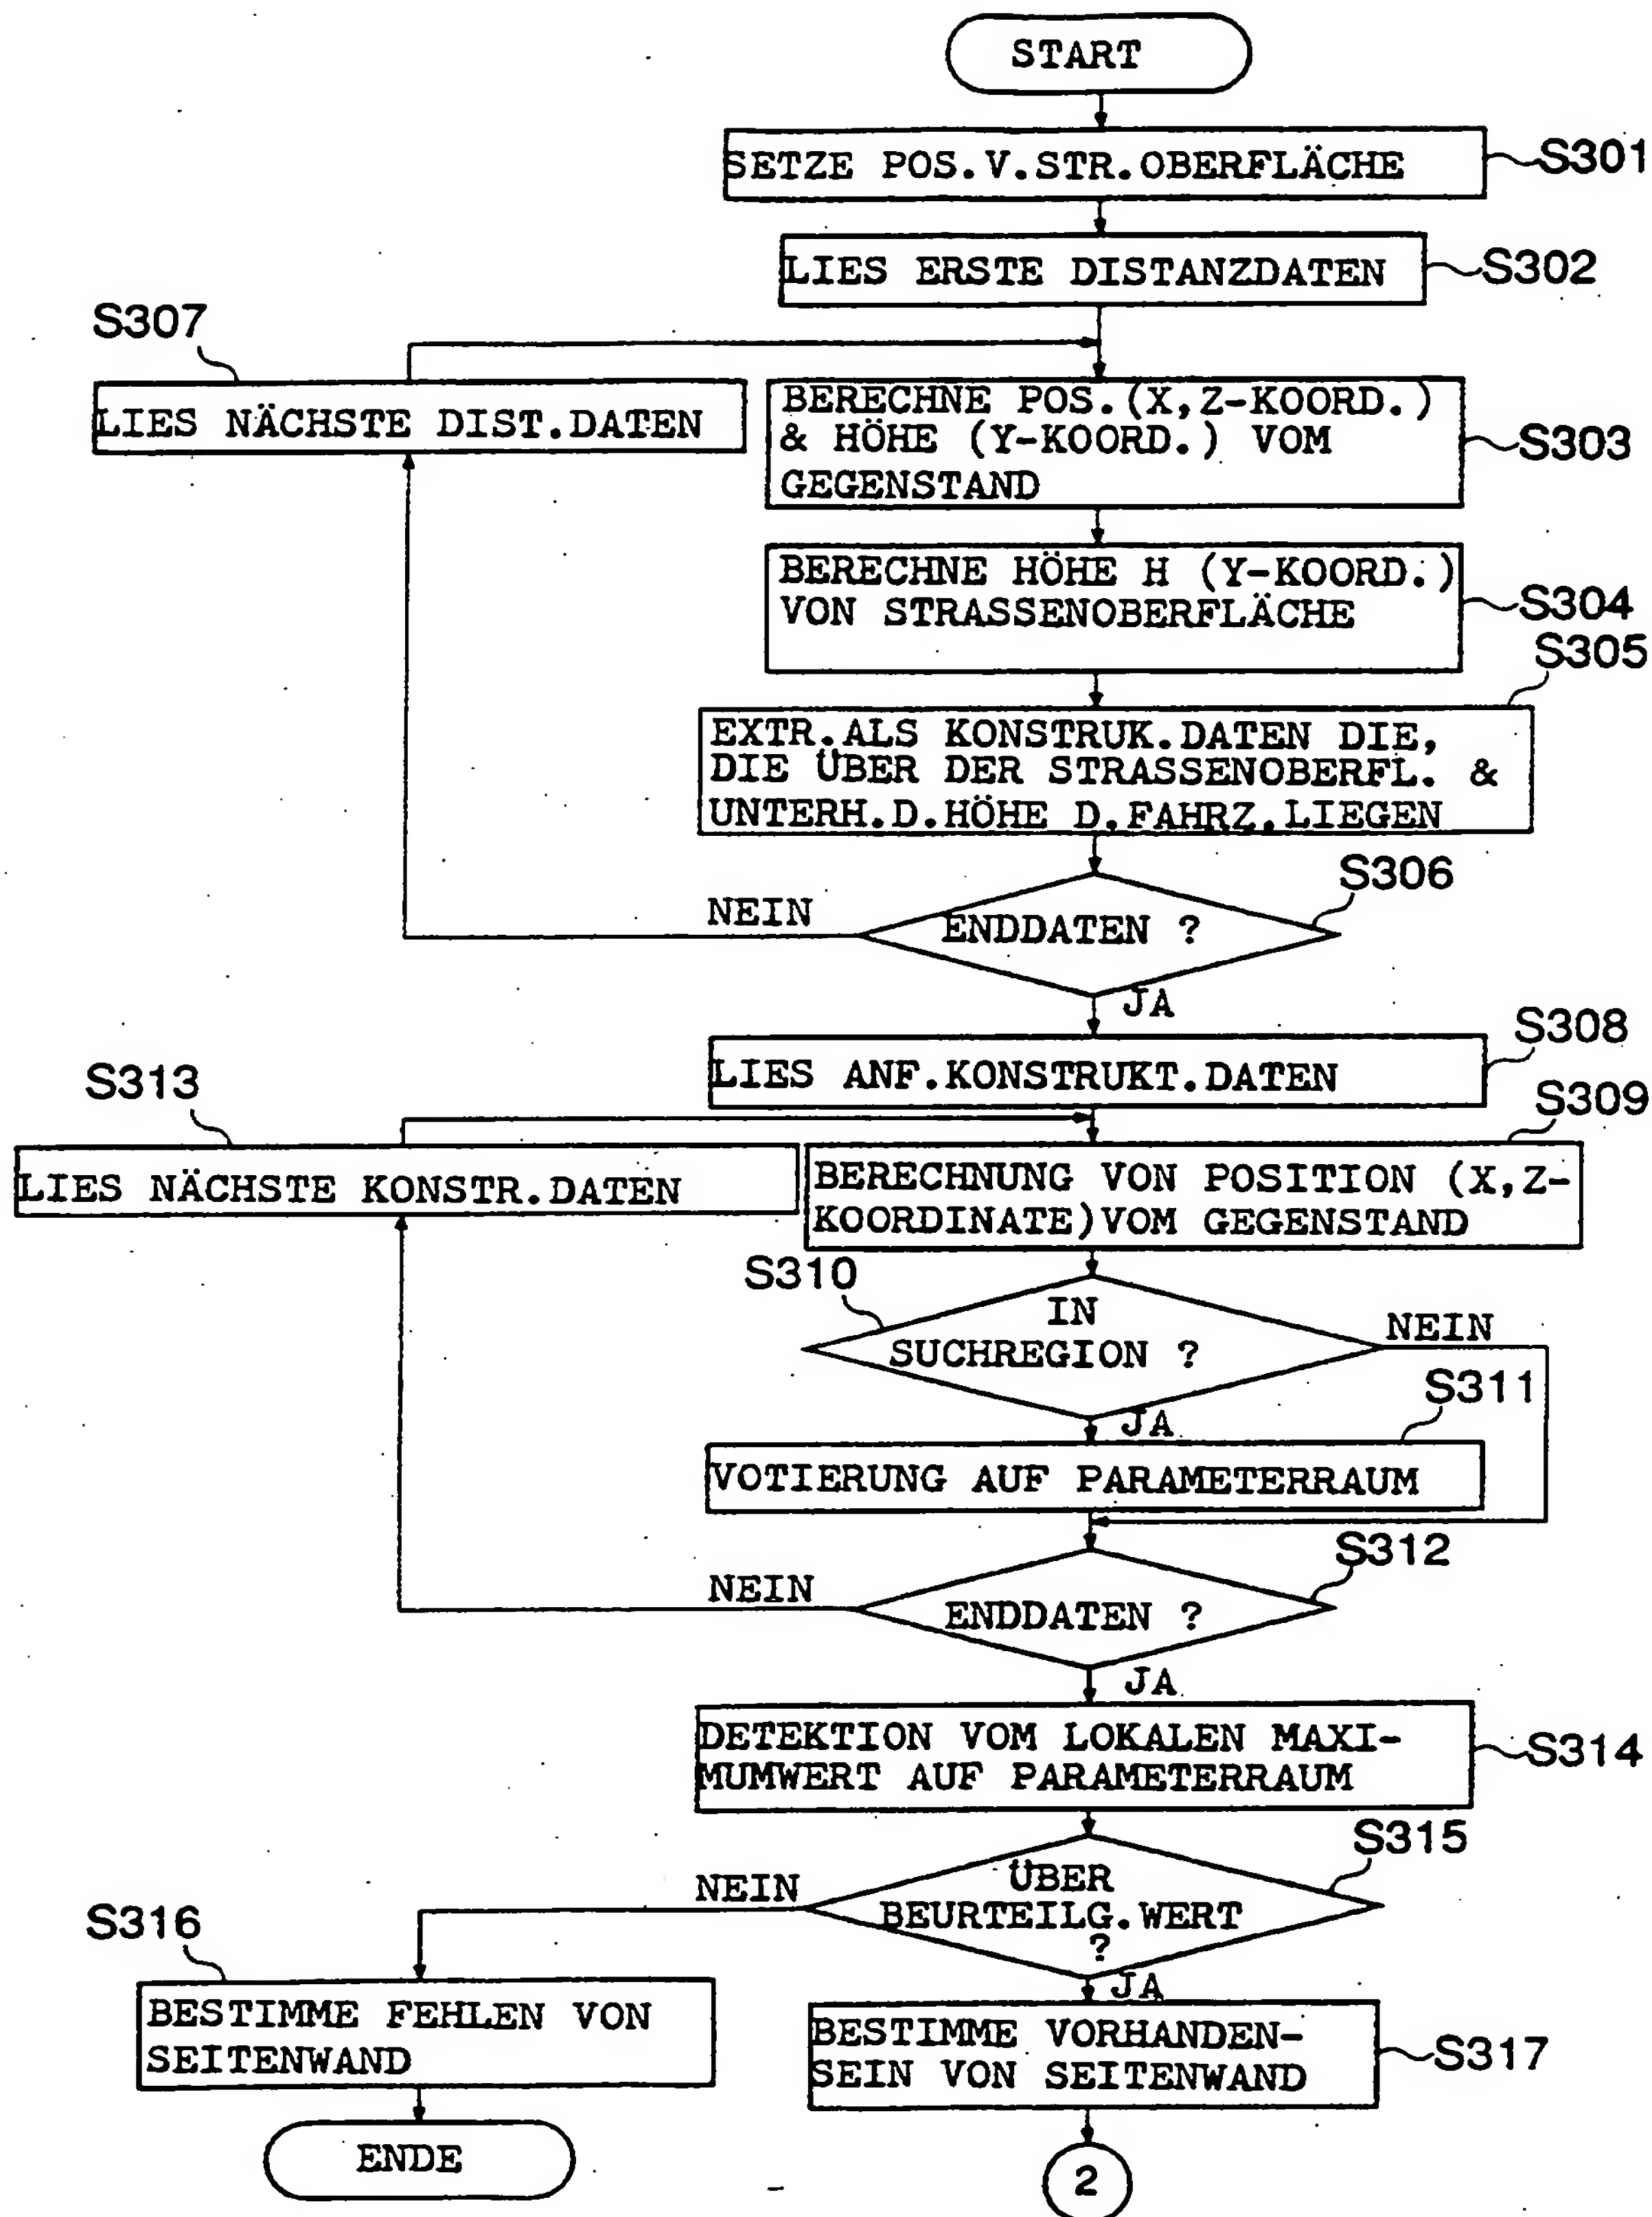 START
SETZE POS.V.STR.OBERFLÄCHE
S301
LIES ERSTE DISTANZDATEN
S302
S307
LIES NÄCHSTE DIST.DATEN
BERECHNE POS.(X,Z-KOORD.)
& HÖHE (Y-KOORD.) VOM
GEGENSTAND
S303
BERECHNE HÖHE H (Y-KOORD.)
VON STRASSENOBERFLÄCHE
S304
S305
EXTR.ALS KONSTRUK.DATEN DIE,
DIE ÜBER DER STRASSENOBERFL. &
UNTERH.D.HÖHE D.FAHRZ.LIEGEN
S306
NEIN
ENDDATEN ?
JA
S308
LIES ANF.KONSTRUKT.DATEN
S313
S309
LIES NÄCHSTE KONSTR.DATEN
BERECHNUNG VON POSITION (X,Z-
KOORDINATE)VOM GEGENSTAND
S310
IN
SUCHREGION ?
NEIN
S311
JA
VOTIERUNG AUF PARAMETERRAUM
S312
NEIN
ENDDATEN ?
JA
DETEKTION VOM LOKALEN MAXI-
MUMWERT AUF PARAMETERRAUM
S314
S315
NEIN
ÜBER
BEURTEILG.WERT
?
JA
S316
BESTIMME FEHLEN VON
SEITENWAND
BESTIMME VORHANDEN-
SEIN VON SEITENWAND
S317
ENDE
2